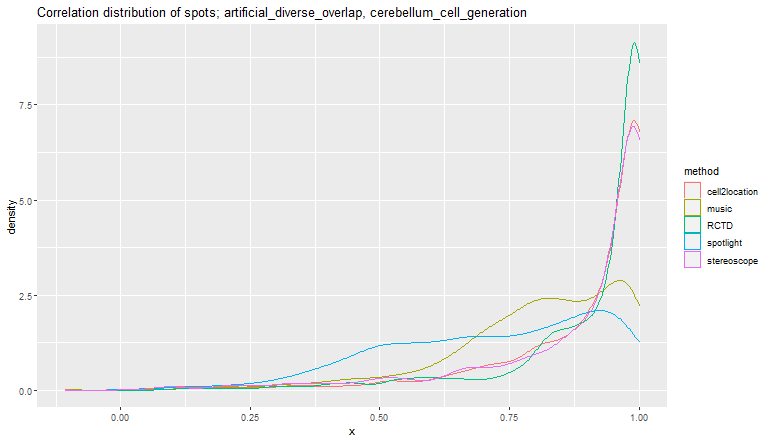 Correlation distribution of spots; artificial_diverse_overlap, cerebellum_cell_generation
7.5
5.0
2.5
0.0
density
0.00 0.25 0.50 0.75 1.00
x
method
cell2location
music
RCTD
spotlight
stereoscope